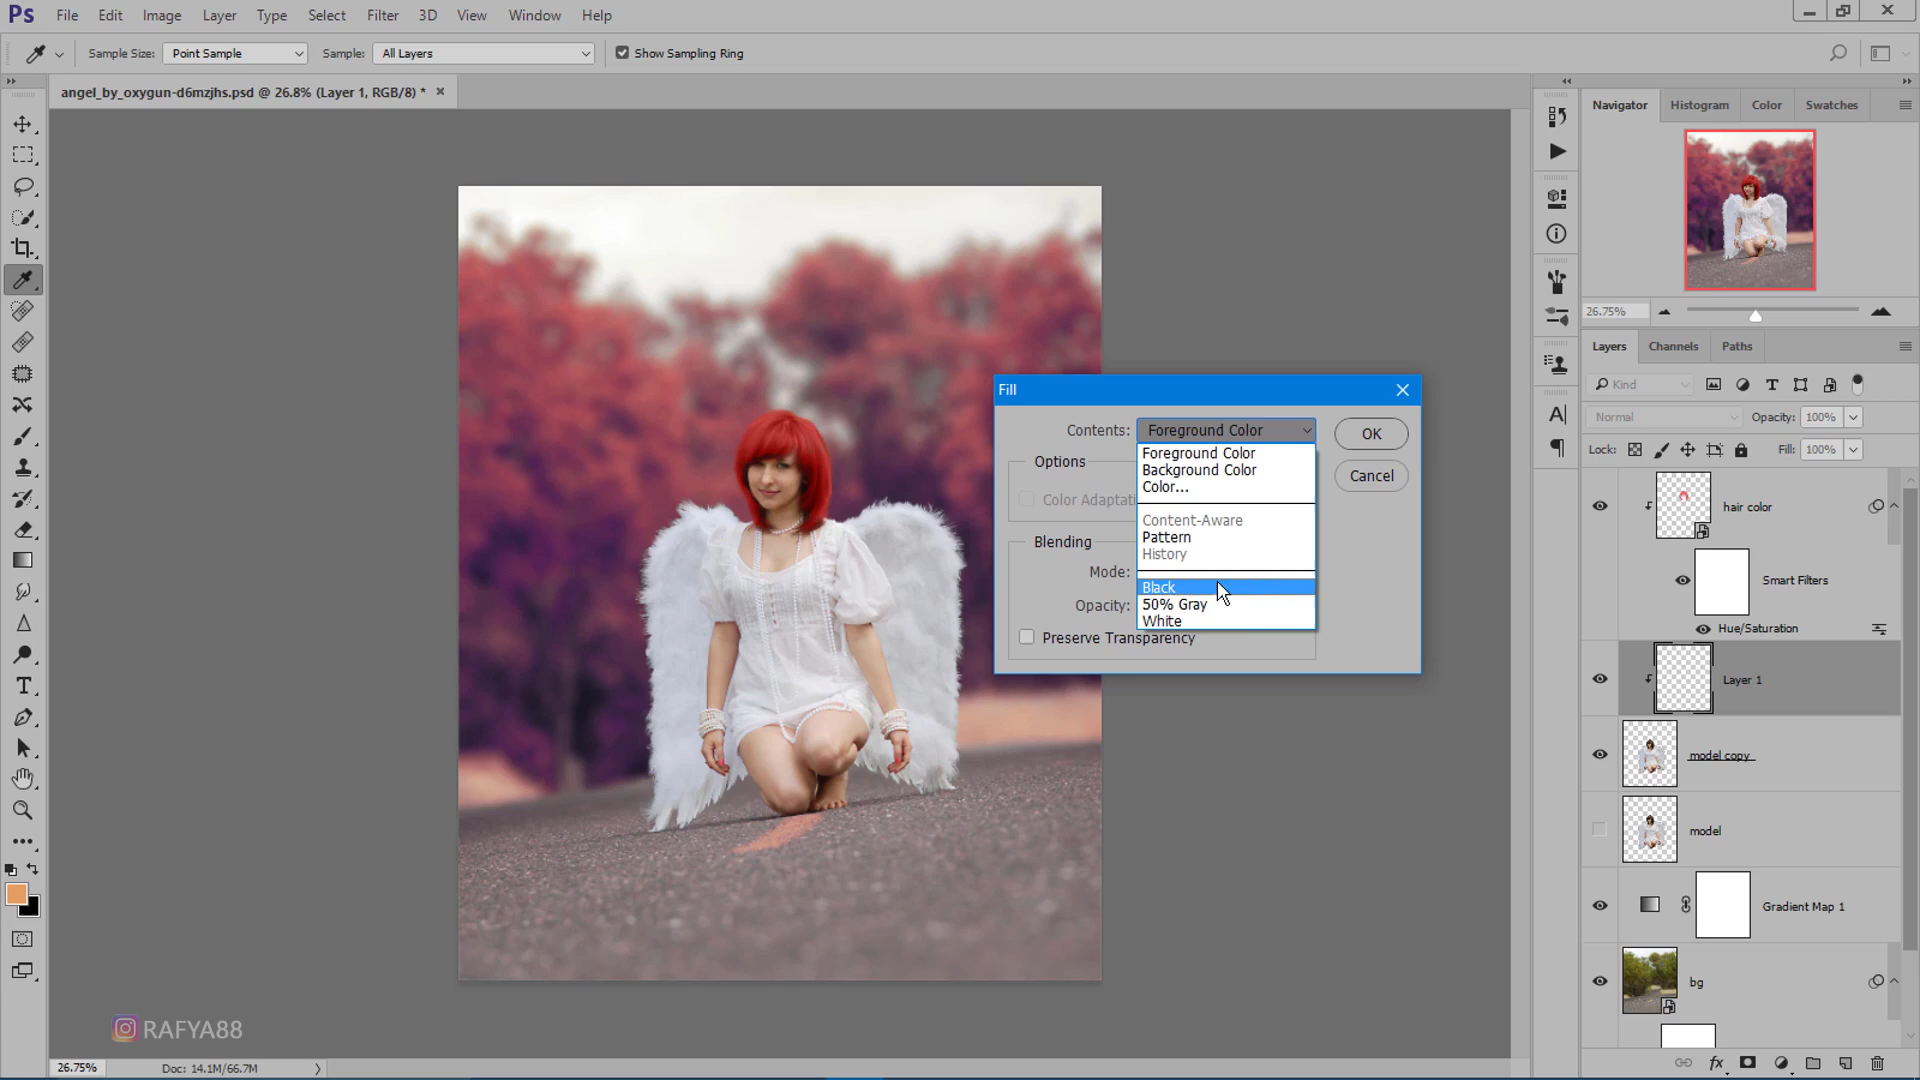 Ps File Edit Image Layer Type Select Filter 3D View Window Help
Sample Size: Point Sample Sample: All Layers Show Sampling Ring
angel_by_oxygun-d6mzjhs.psd @ 26.8% (Layer 1, RGB/8) *
Navigator Histogram Color Swatches
26.75%
Layers Channels Paths
Kind
Normal Opacity: 100%
Lock: Fill: 100%
hair color
Smart Filters
Hue/Saturation
Layer 1
model copy
model
Gradient Map 1
bg
Fill
Contents: Foreground Color OK
Foreground Color
Background Color
Color...
Content-Aware
Pattern
History
Black
50% Gray
White
Cancel
Options
Color Adaptati
Blending
Mode:
Opacity:
Preserve Transparency
RAFYA88
26.75% Doc: 14.1M/66.7M